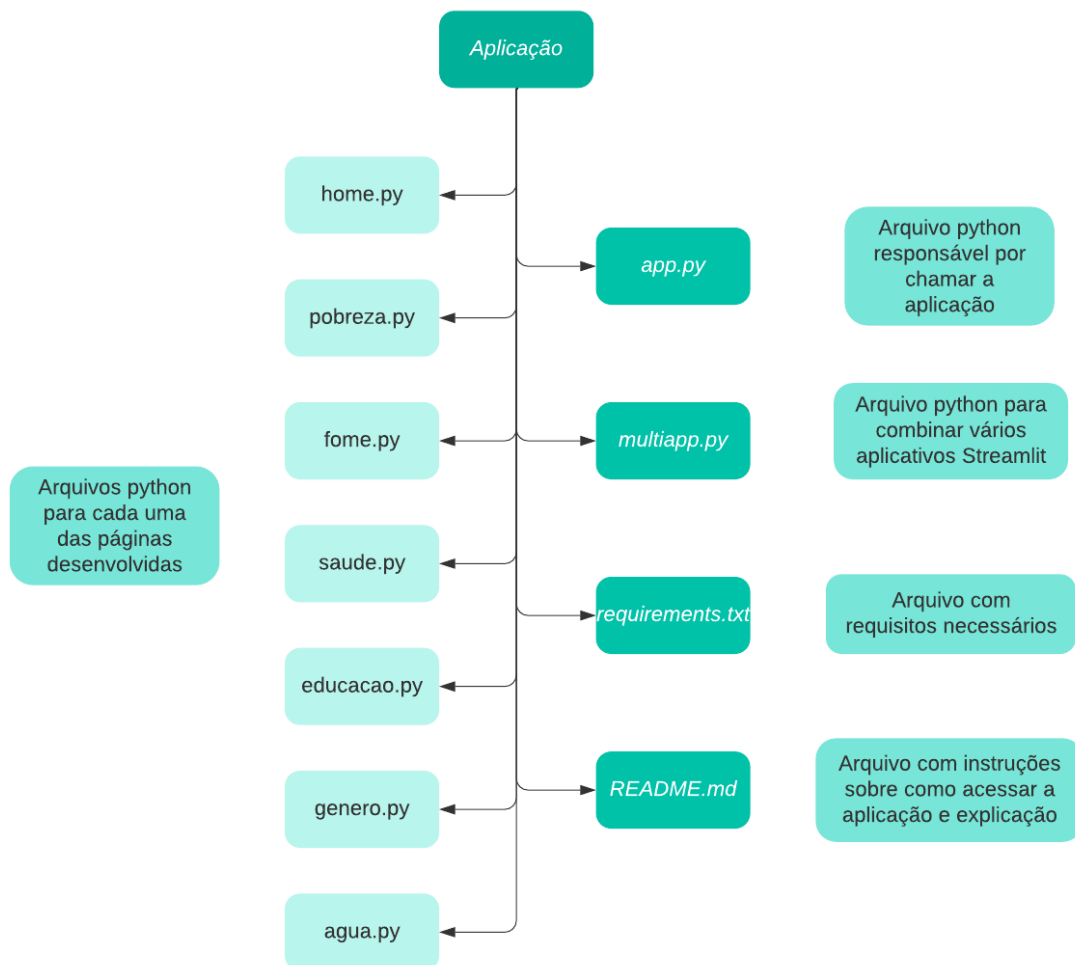 Aplicação
home.py
pobreza.py
fome.py
saude.py
educacao.py
genero.py
agua.py
Arquivos python
para cada uma
das páginas
desenvolvidas
app.py
Arquivo python
responsável por
chamar a
aplicação
multiapp.py
Arquivo python para
combinar vários
aplicativos Streamlit
requirements.txt
Arquivo com
requisitos necessários
README.md
Arquivo com instruções
sobre como acessar a
aplicação e explicação